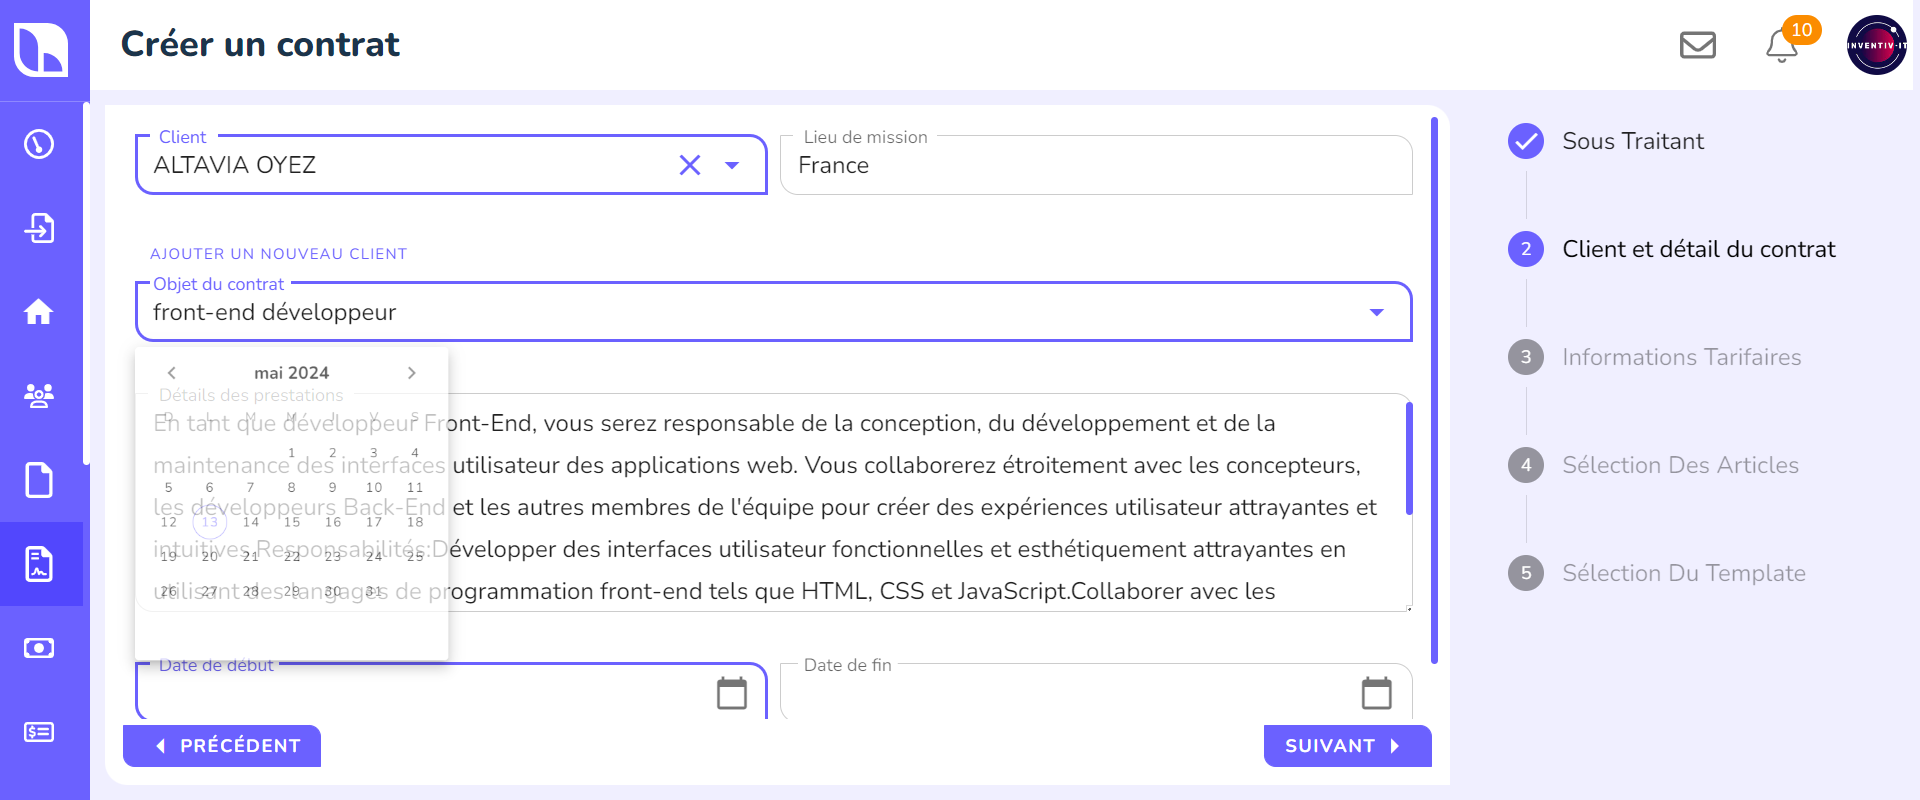 Créer un contrat
10
INVENTIV-IT
Client
ALTAVIA OYEZ
Lieu de mission
France
AJOUTER UN NOUVEAU CLIENT
Objet du contrat
front-end développeur
mai 2024
D L M M J V S
1 2 3 4
5 6 7 8 9 10 11
12 13 14 15 16 17 18
19 20 21 22 23 24 25
26 27 28 29 30 31
Détails des prestations
En tant que développeur Front-End, vous serez responsable de la conception, du développement et de la
maintenance des interfaces utilisateur des applications web. Vous collaborerez étroitement avec les concepteurs,
les développeurs Back-End et les autres membres de l'équipe pour créer des expériences utilisateur attrayantes et
intuitives.Responsabilités:Développer des interfaces utilisateur fonctionnelles et esthétiquement attrayantes en
utilisant des langages de programmation front-end tels que HTML, CSS et JavaScript.Collaborer avec les
Date de début
Date de fin
PRÉCÉDENT
SUIVANT
Sous Traitant
2 Client et détail du contrat
3 Informations Tarifaires
4 Sélection Des Articles
5 Sélection Du Template